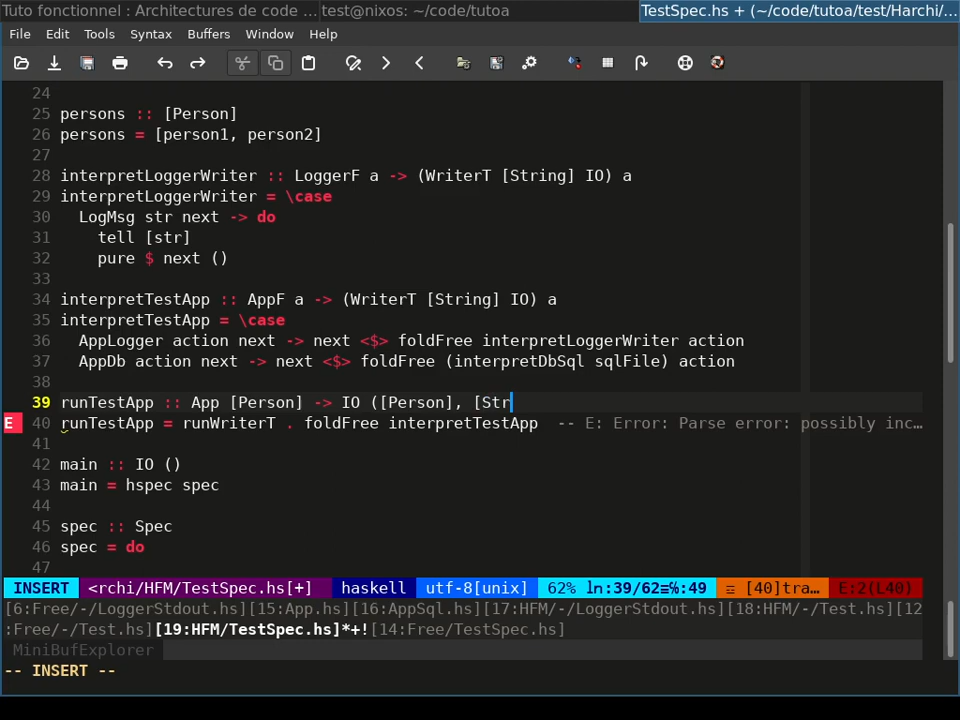 Tuto fonctionnel : Architectures de code ... test@nixos: ~/code/tutoa TestSpec.hs + (~/code/tutoa/test/Harchi/...
File Edit Tools Syntax Buffers Window Help
24
25 persons :: [Person]
26 persons = [person1, person2]
27
28 interpretLoggerWriter :: LoggerF a -> (WriterT [String] IO) a
29 interpretLoggerWriter = \case
30   LogMsg str next -> do
31     tell [str]
32     pure $ next ()
33
34 interpretTestApp :: AppF a -> (WriterT [String] IO) a
35 interpretTestApp = \case
36   AppLogger action next -> next <$> foldFree interpretLoggerWriter action
37   AppDb action next -> next <$> foldFree (interpretDbSql sqlFile) action
38
39 runTestApp :: App [Person] -> IO ([Person], [Str
E 40 runTestApp = runWriterT . foldFree interpretTestApp  -- E: Error: Parse error: possibly inc…
41
42 main :: IO ()
43 main = hspec spec
44
45 spec :: Spec
46 spec = do
47
INSERT <rchi/HFM/TestSpec.hs[+] haskell utf-8[unix] 62% ln:39/62≡%:49 ☲ [40]tra… E:2(L40)
[6:Free/-/LoggerStdout.hs][15:App.hs][16:AppSql.hs][17:HFM/-/LoggerStdout.hs][18:HFM/-/Test.hs][12
:Free/-/Test.hs][19:HFM/TestSpec.hs]*+![14:Free/TestSpec.hs]
MiniBufExplorer
-- INSERT --